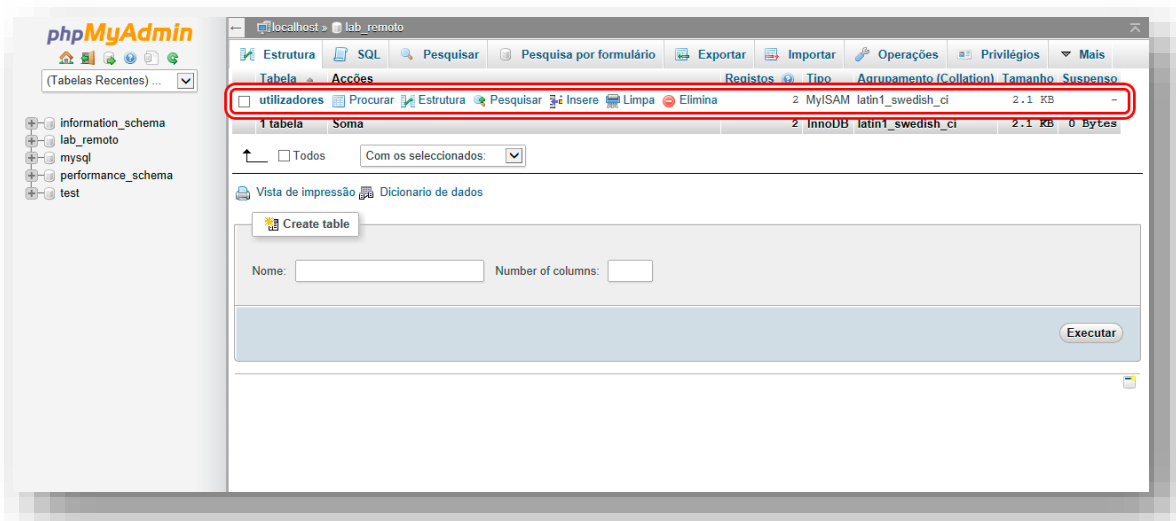 phpMyAdmin
(Tabelas Recentes) ...
information_schema
lab_remoto
mysql
performance_schema
test
localhost » lab_remoto
Estrutura SQL Pesquisar Pesquisa por formulário Exportar Importar Operações Privilégios Mais
Tabela Acções Registos Tipo Agrupamento (Collation) Tamanho Suspenso
utilizadores Procurar Estrutura Pesquisar Insere Limpa Elimina 2 MyISAM latin1_swedish_ci 2.1 KB -
1 tabela Soma 2 InnoDB latin1_swedish_ci 2.1 KB 0 Bytes
Todos Com os seleccionados:
Vista de impressão Dicionario de dados
Create table
Nome: Number of columns:
Executar